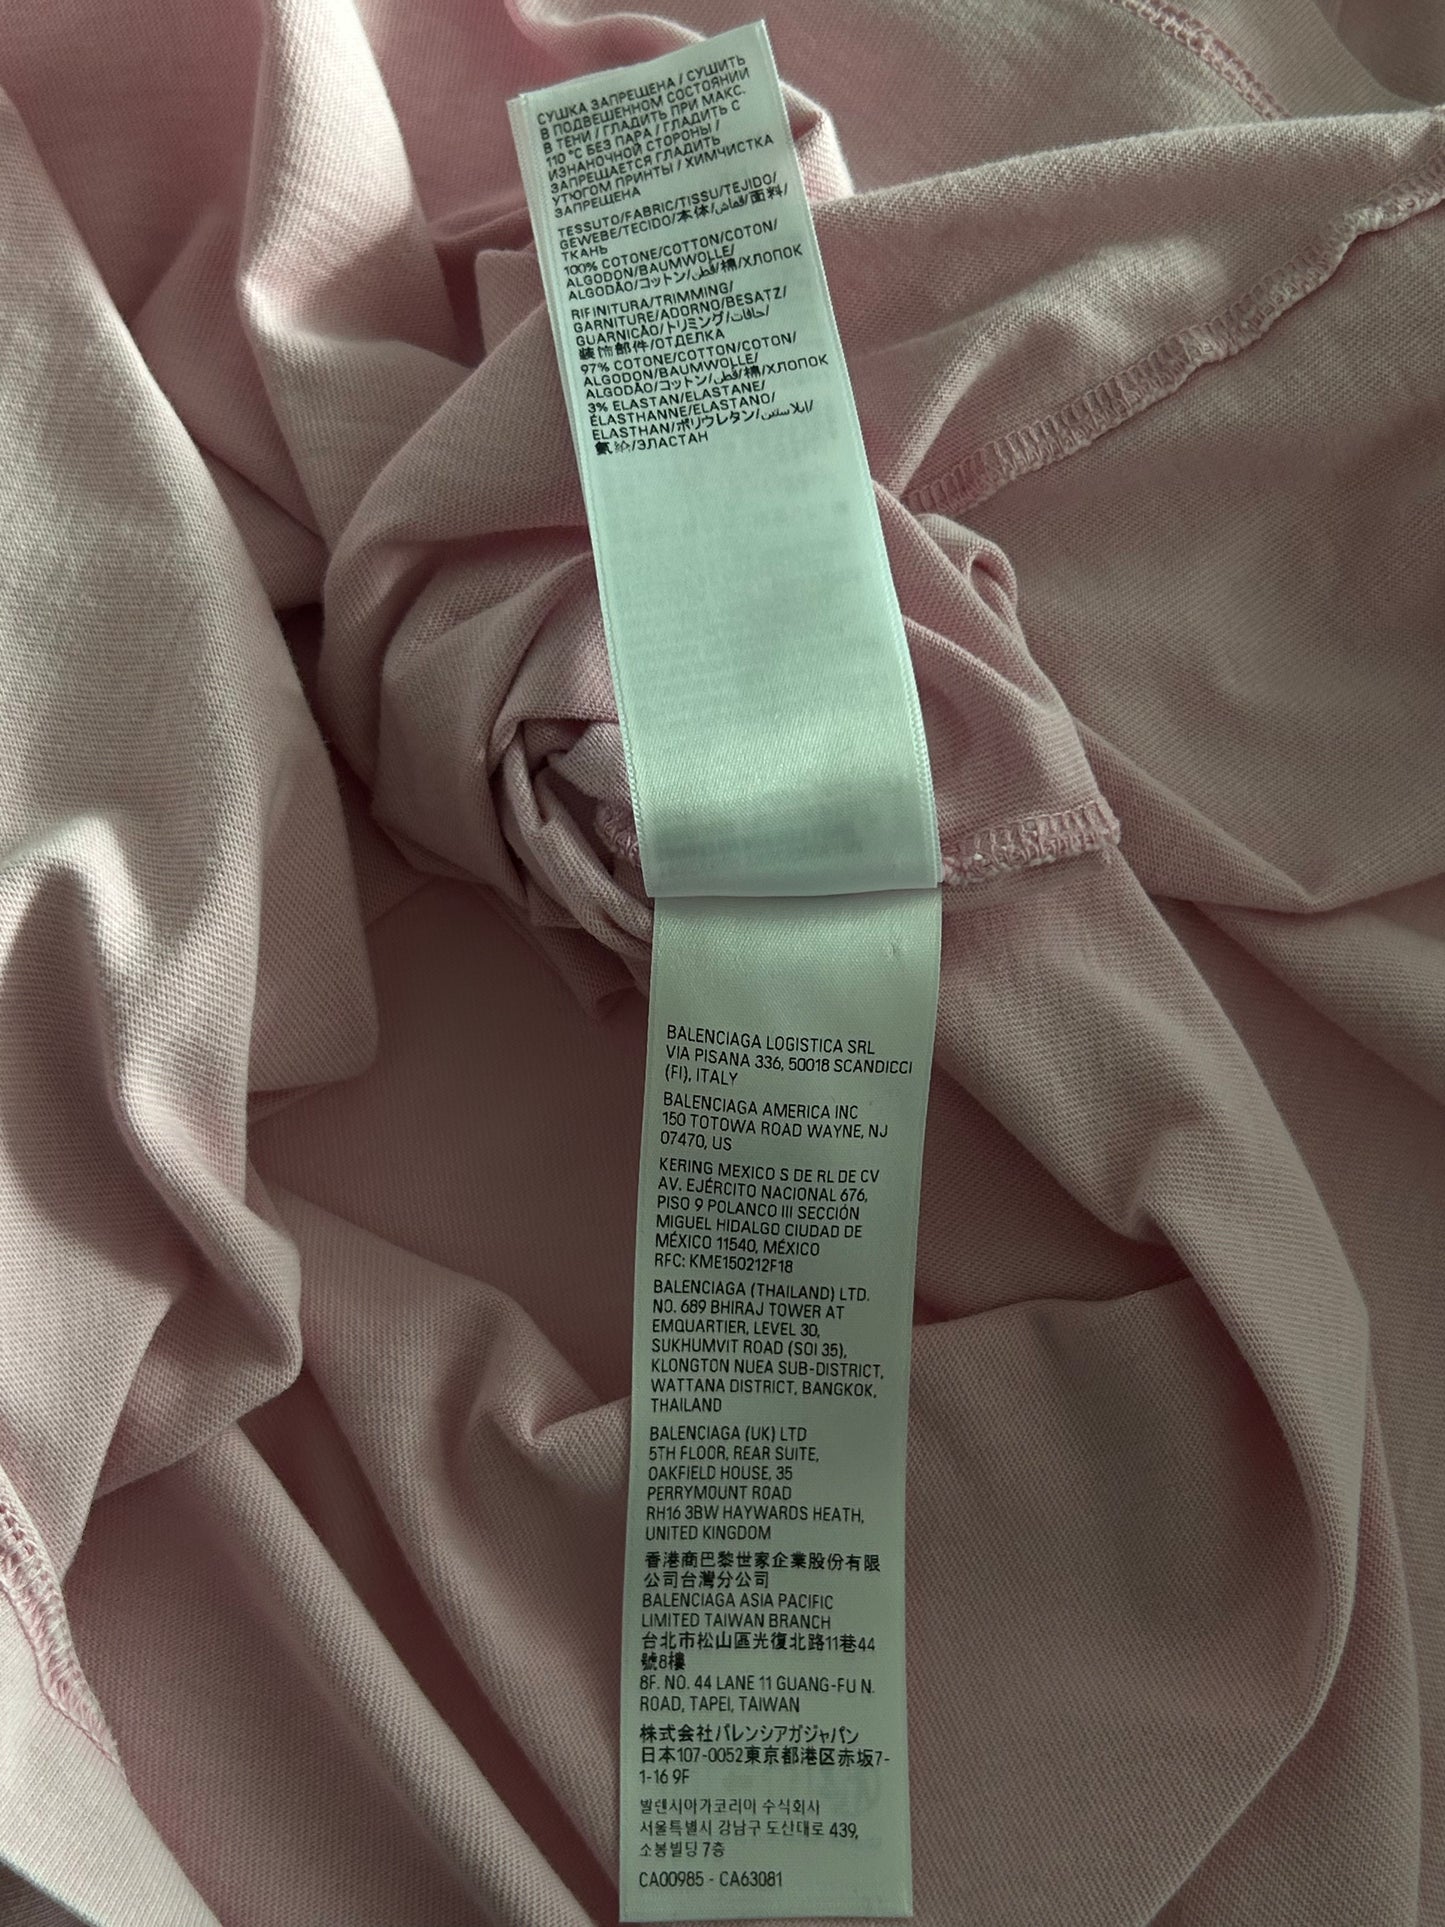 СУШКА ЗАПРЕЩЕНА / СУШИТЬ
В ПОДВЕШЕННОМ СОСТОЯНИИ
В ТЕНИ / ГЛАДИТЬ ПРИ МАКС.
110 °C БЕЗ ПАРА / ГЛАДИТЬ С
ИЗНАНОЧНОЙ СТОРОНЫ /
ЗАПРЕЩАЕТСЯ ГЛАДИТЬ
УТЮГОМ ПРИНТЫ / ХИМЧИСТКА
ЗАПРЕЩЕНА
TESSUTO/FABRIC/TISSU/TEJIDO/
GEWEBE/TECIDO/本体/قماش/面料/
ТКАНЬ
100% COTONE/COTTON/COTON/
ALGODON/BAUMWOLLE/
ALGODÃO/コットン/قطن/棉/ХЛОПОК
RIFINITURA/TRIMMING/
GARNITURE/ADORNO/BESATZ/
GUARNICÃO/トリミング/حافات/
装饰部件/ОТДЕЛКА
97% COTONE/COTTON/COTON/
ALGODON/BAUMWOLLE/
ALGODÃO/コットン/قطن/棉/ХЛОПОК
3% ELASTAN/ELASTANE/
ÉLASTHANNE/ELASTANO/
ELASTHAN/ポリウレタン/إيلاستين/
氨纶/ЭЛАСТАН
BALENCIAGA LOGISTICA SRL
VIA PISANA 336, 50018 SCANDICCI
(FI), ITALY
BALENCIAGA AMERICA INC
150 TOTOWA ROAD WAYNE, NJ
07470, US
KERING MEXICO S DE RL DE CV
AV. EJÉRCITO NACIONAL 676,
PISO 9 POLANCO III SECCIÓN
MIGUEL HIDALGO CIUDAD DE
MÉXICO 11540, MÉXICO
RFC: KME150212F18
BALENCIAGA (THAILAND) LTD.
NO. 689 BHIRAJ TOWER AT
EMQUARTIER, LEVEL 30,
SUKHUMVIT ROAD (SOI 35),
KLONGTON NUEA SUB-DISTRICT,
WATTANA DISTRICT, BANGKOK,
THAILAND
BALENCIAGA (UK) LTD
5TH FLOOR, REAR SUITE,
OAKFIELD HOUSE, 35
PERRYMOUNT ROAD
RH16 3BW HAYWARDS HEATH,
UNITED KINGDOM
香港商巴黎世家企業股份有限
公司台灣分公司
BALENCIAGA ASIA PACIFIC
LIMITED TAIWAN BRANCH
台北市松山區光復北路11巷44
號8樓
8F. NO. 44 LANE 11 GUANG-FU N.
ROAD, TAPEI, TAIWAN
株式会社バレンシアガジャパン
日本107-0052東京都港区赤坂7-
1-16 9F
발렌시아가코리아 수식회사
서울특별시 강남구 도산대로 439,
소봉빌딩 7층
CA00985 - CA63081